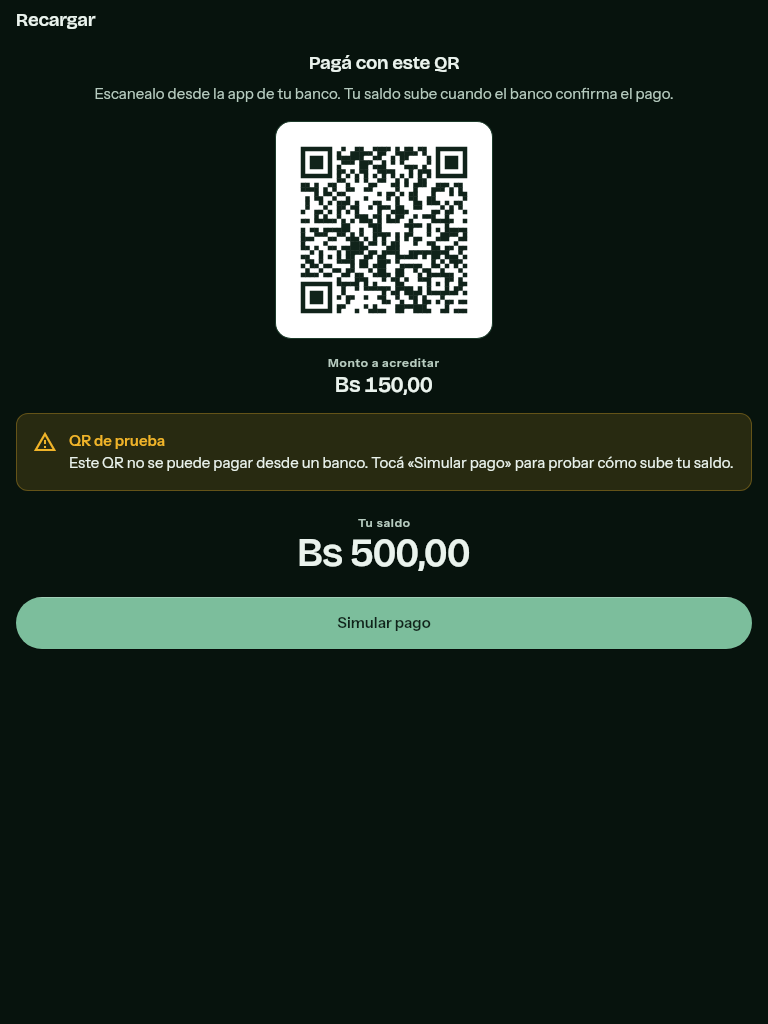 Recargar
Pagá con este QR
Escanealo desde la app de tu banco. Tu saldo sube cuando el banco confirma el pago.
Monto a acreditar
Bs 150,00
QR de prueba
Este QR no se puede pagar desde un banco. Tocá «Simular pago» para probar cómo sube tu saldo.
Tu saldo
Bs 500,00
Simular pago